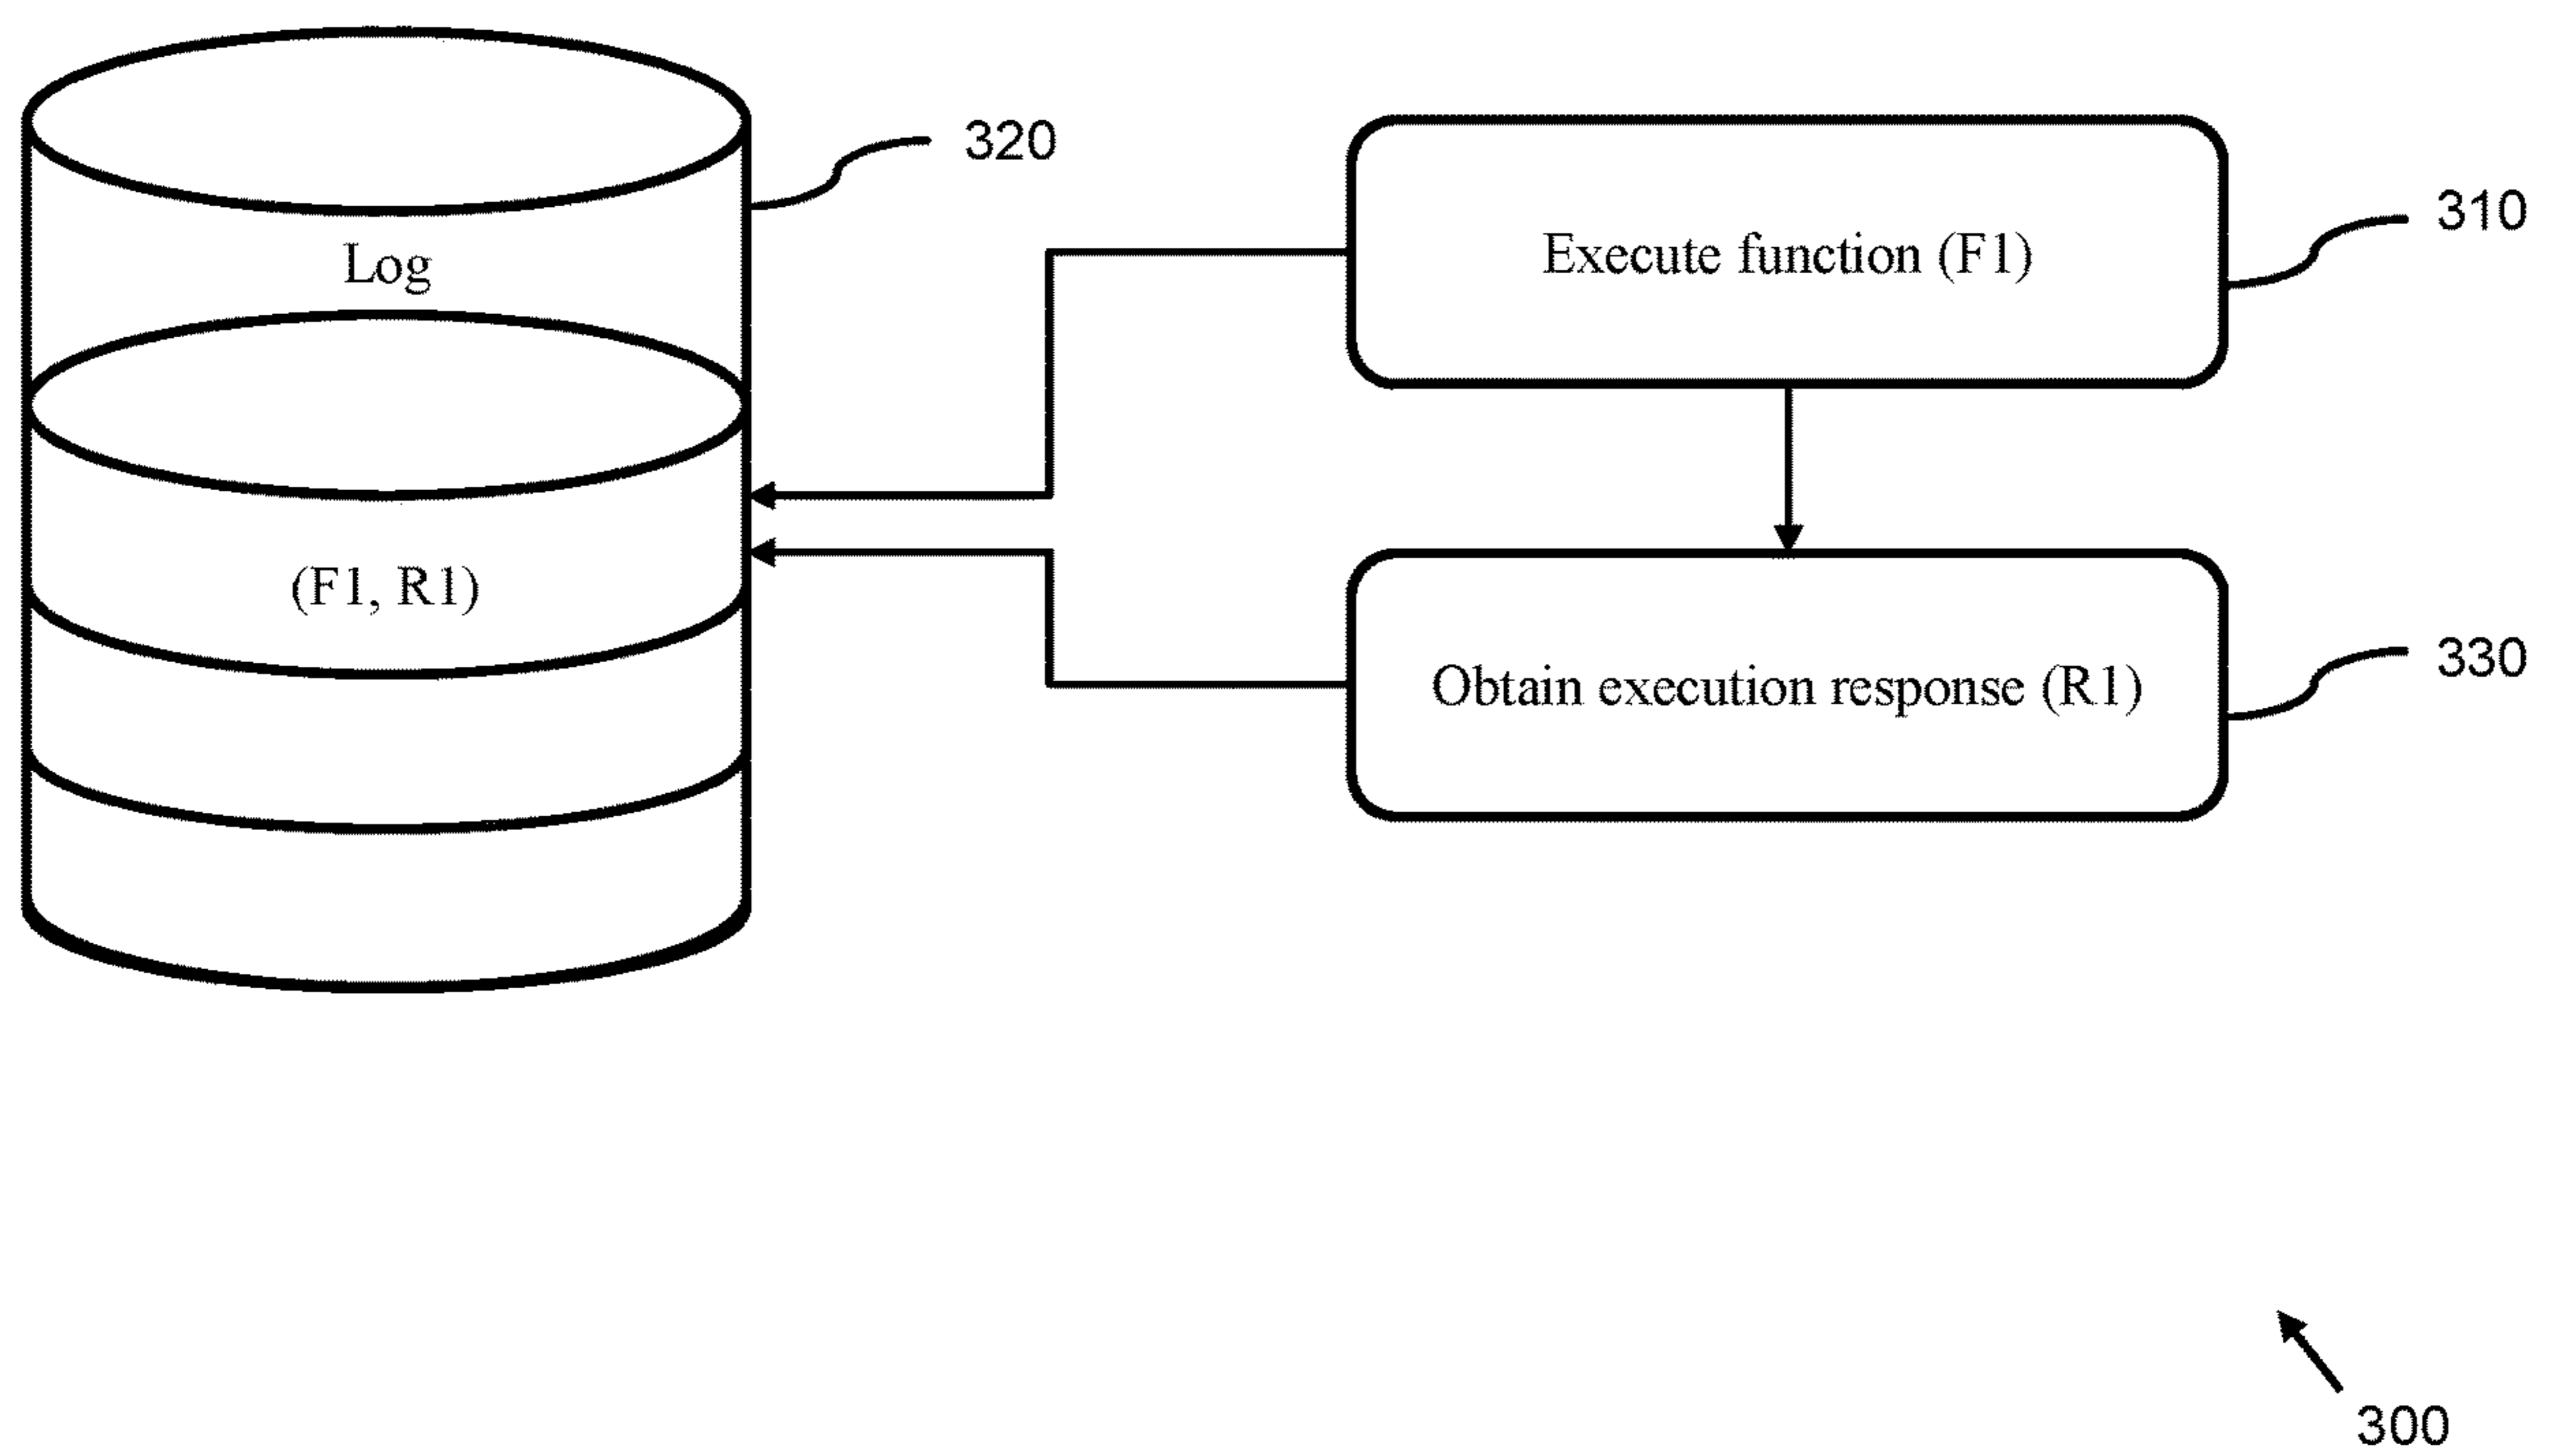 320
310
Log
Execute function (F1)
(F1, R1)
330
Obtain execution response (R1)
300